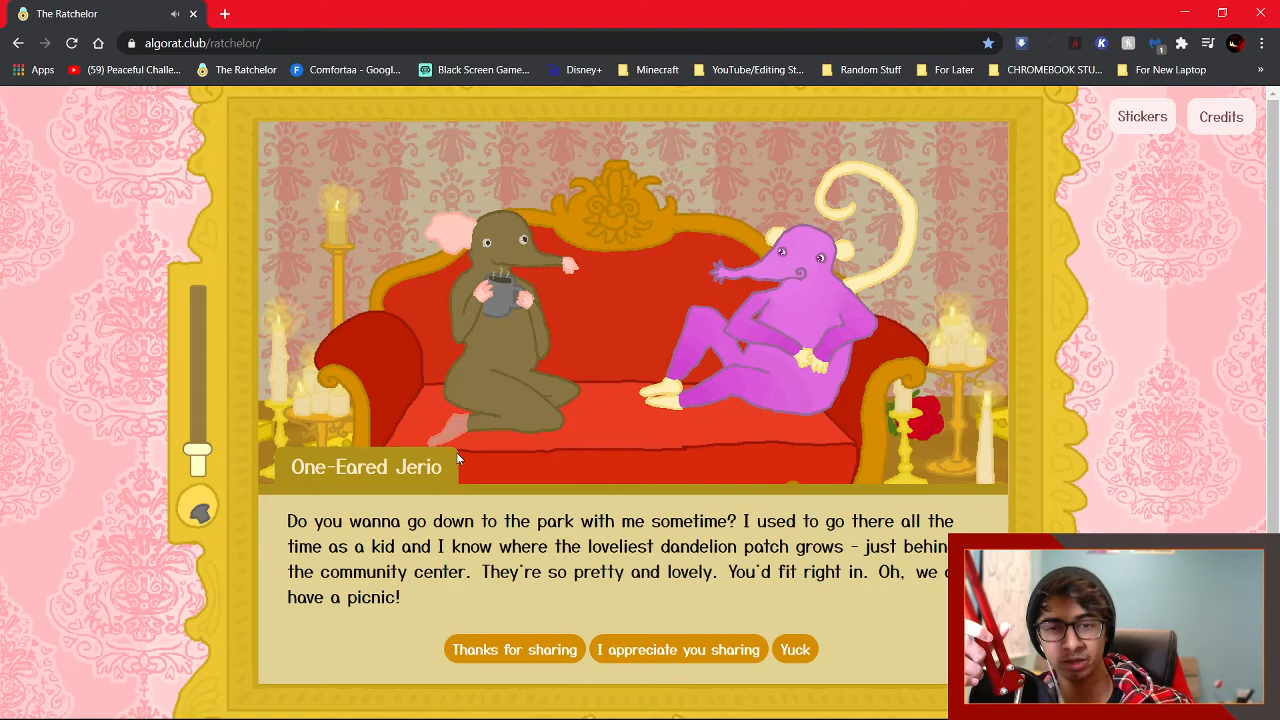 The Ratchelor
algorat.club/ratchelor/
1
Apps
(59) Peaceful Challe...
The Ratchelor
Comfortaa - Googl...
Black Screen Game...
Disney+
Minecraft
YouTube/Editing St...
Random Stuff
For Later
CHROMEBOOK STU...
For New Laptop
Stickers
Credits
One-Eared Jerio
Do you wanna go down to the park with me sometime? I used to go there all the
time as a kid and I know where the loveliest dandelion patch grows - just behin
the community center. They're so pretty and lovely. You'd fit right in. Oh, we
have a picnic!
Thanks for sharing
I appreciate you sharing
Yuck